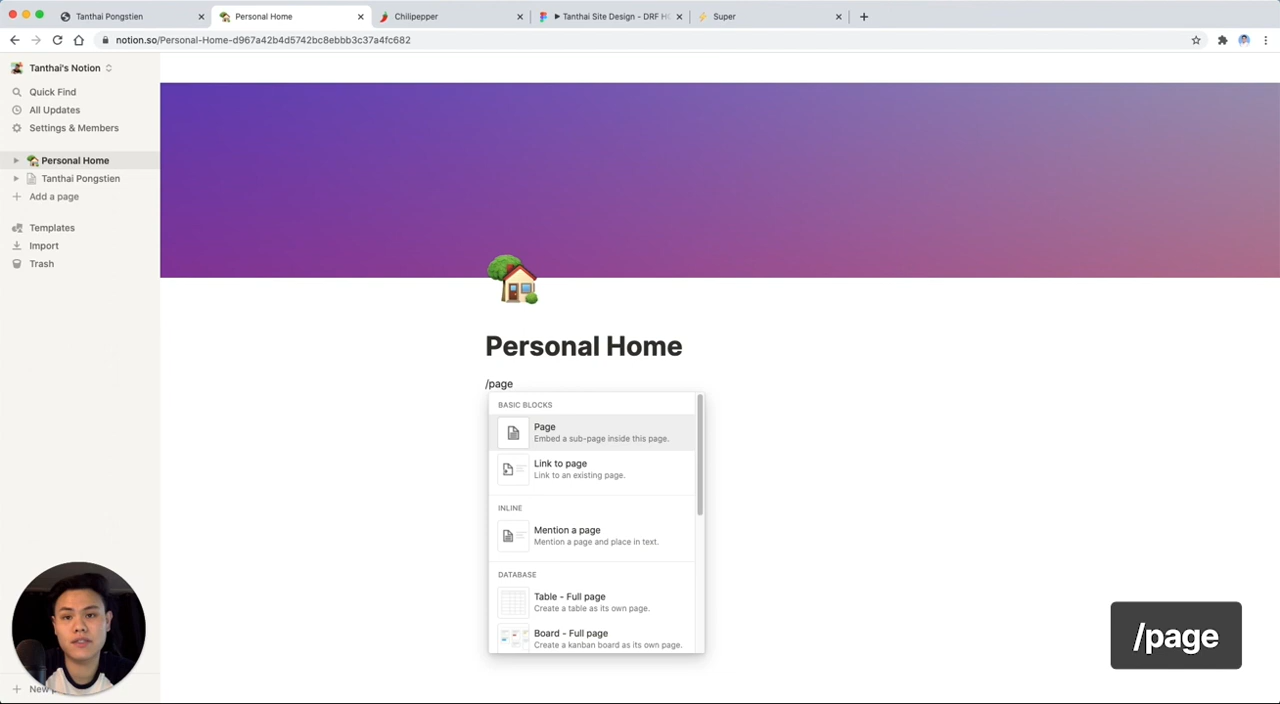 Tanthai Pongstien
Personal Home
Chilipepper
Tanthai Site Design - DRF
Super
notion.so/Personal-Home-d967a42b4d5742bc8ebbb3c37a4fc682
Tanthai's Notion
Quick Find
All Updates
Settings & Members
Personal Home
Tanthai Pongstien
Add a page
Templates
Import
Trash
New
Personal Home
/page
BASIC BLOCKS
Page
Embed a sub-page inside this page.
Link to page
Link to an existing page.
INLINE
Mention a page
Mention a page and place in text.
DATABASE
Table - Full page
Create a table as its own page.
Board - Full page
Create a kanban board as its own page.
/page